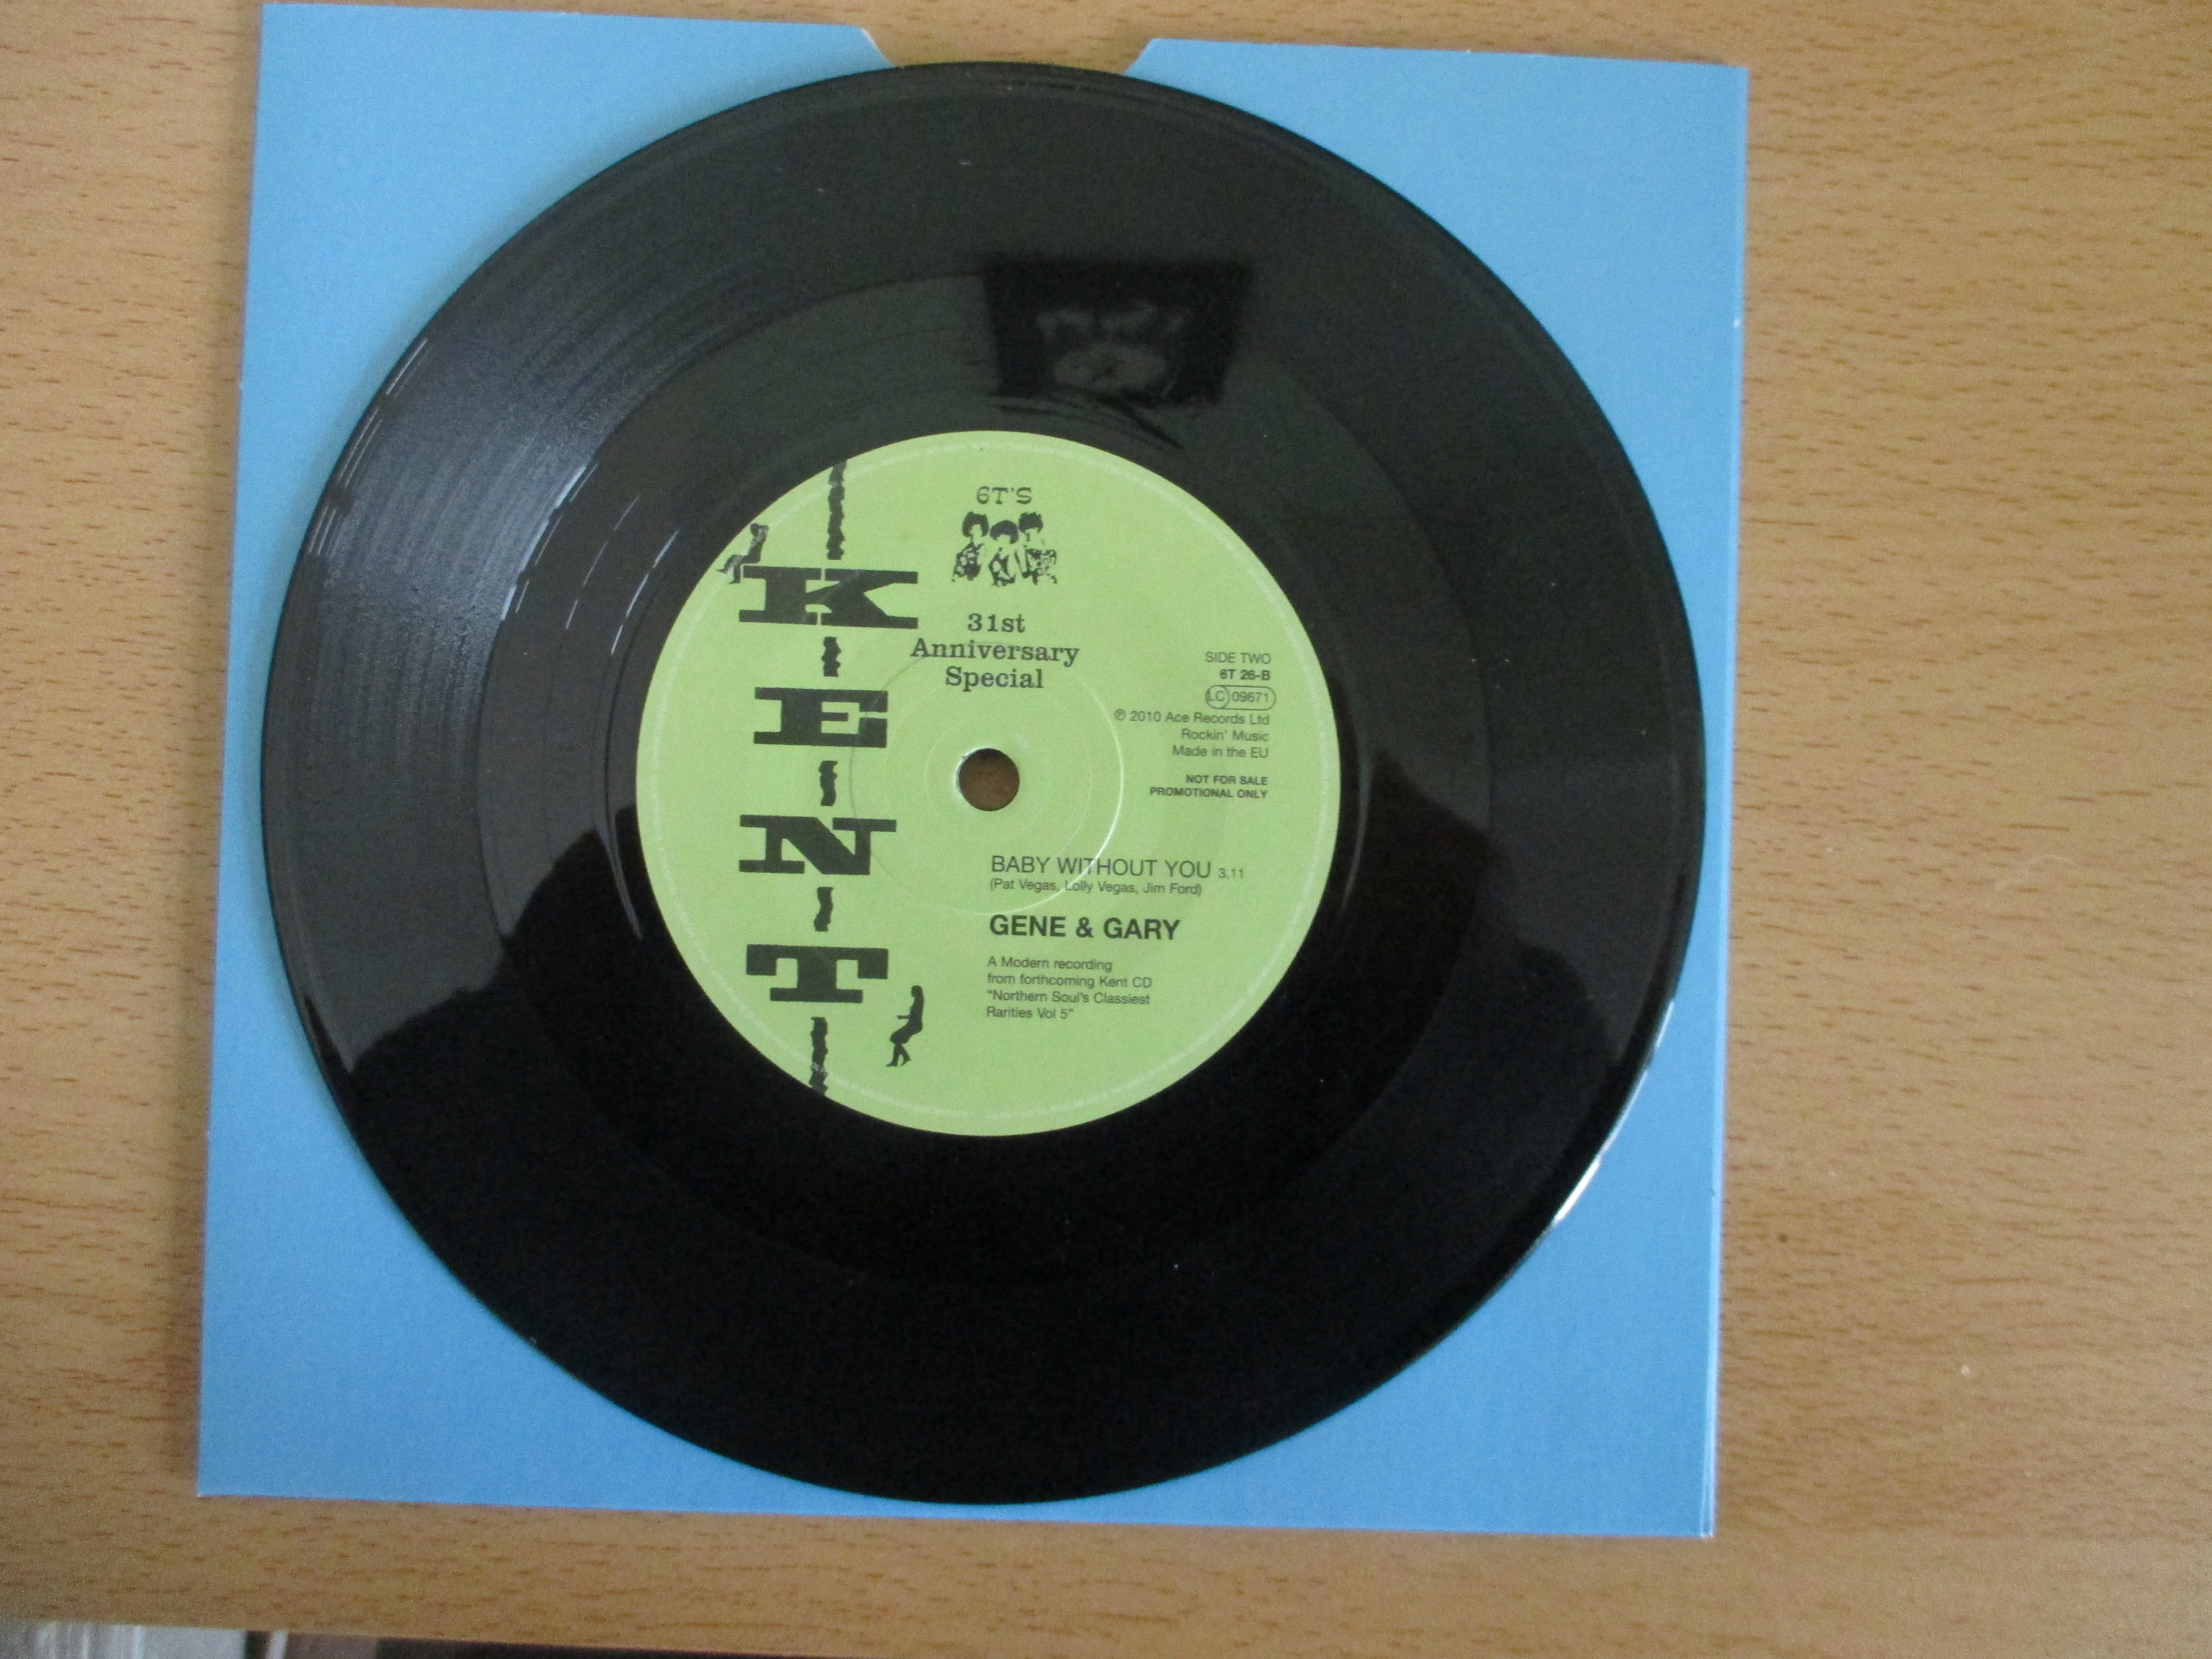 6T'S
KENT
31st
Anniversary
Special
SIDE TWO
6T 26-B
LC 09671
℗ 2010 Ace Records Ltd
Rockin' Music
Made in the EU
NOT FOR SALE
PROMOTIONAL ONLY
BABY WITHOUT YOU 3.11
(Pat Vegas, Lolly Vegas, Jim Ford)
GENE & GARY
A Modern recording
from forthcoming Kent CD
"Northern Soul's Classiest
Rarities Vol 5"